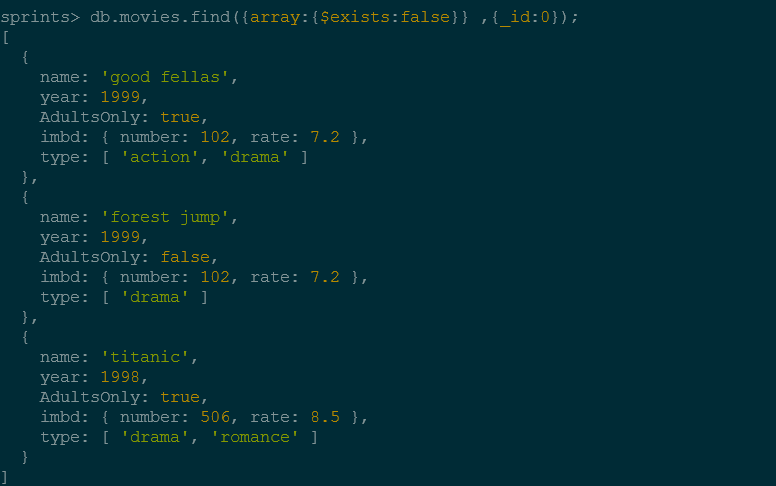 sprints> db.movies.find({array:{$exists:false}} ,{_id:0});
[
  {
    name: 'good fellas',
    year: 1999,
    AdultsOnly: true,
    imbd: { number: 102, rate: 7.2 },
    type: [ 'action', 'drama' ]
  },
  {
    name: 'forest jump',
    year: 1999,
    AdultsOnly: false,
    imbd: { number: 102, rate: 7.2 },
    type: [ 'drama' ]
  },
  {
    name: 'titanic',
    year: 1998,
    AdultsOnly: true,
    imbd: { number: 506, rate: 8.5 },
    type: [ 'drama', 'romance' ]
  }
]